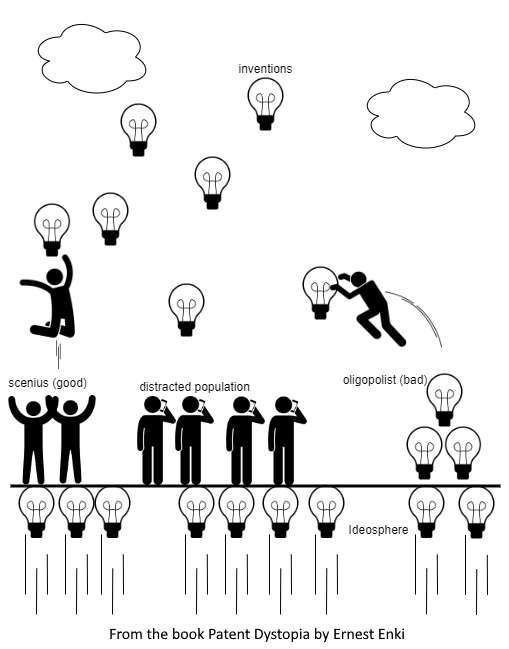 inventions
scenius (good)
distracted population
oligopolist (bad)
Ideosphere
From the book Patent Dystopia by Ernest Enki